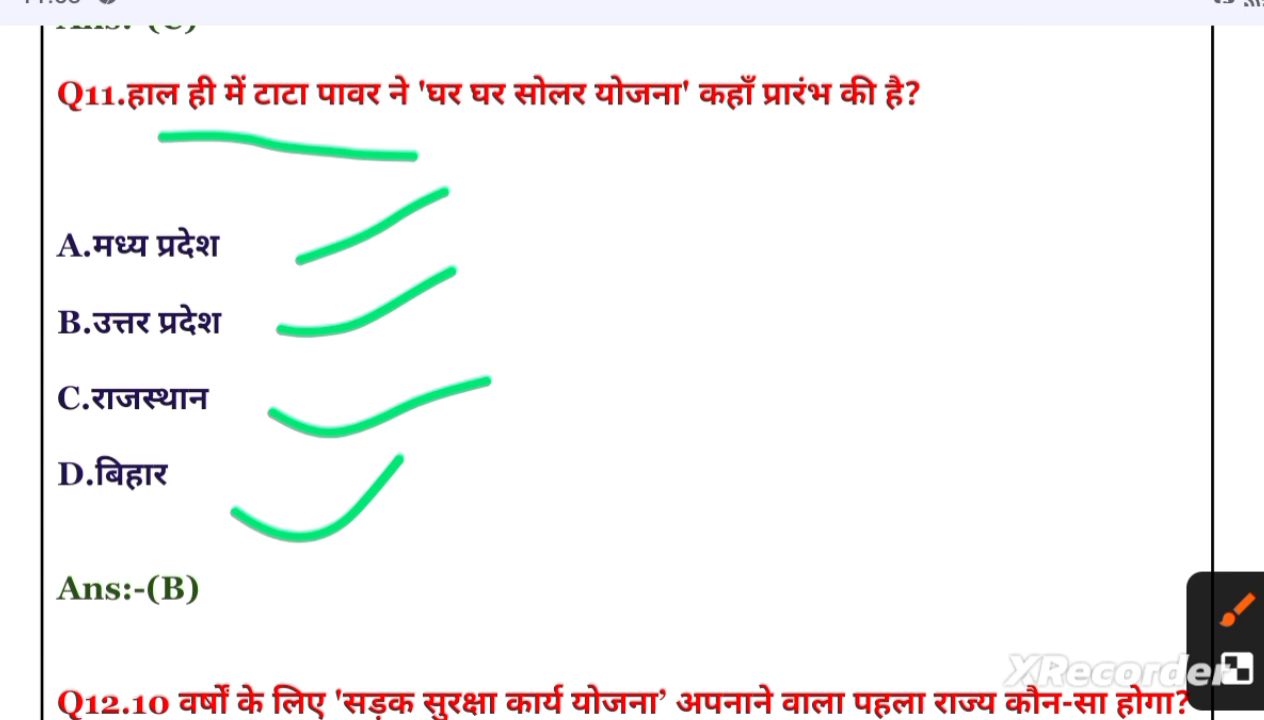 Q11.हाल ही में टाटा पावर ने 'घर घर सोलर योजना' कहाँ प्रारंभ की है?
A.मध्य प्रदेश
B.उत्तर प्रदेश
C.राजस्थान
D.बिहार
Ans:-(B)
XRecorder
Q12.10 वर्षों के लिए 'सड़क सुरक्षा कार्य योजना’ अपनाने वाला पहला राज्य कौन-सा होगा?